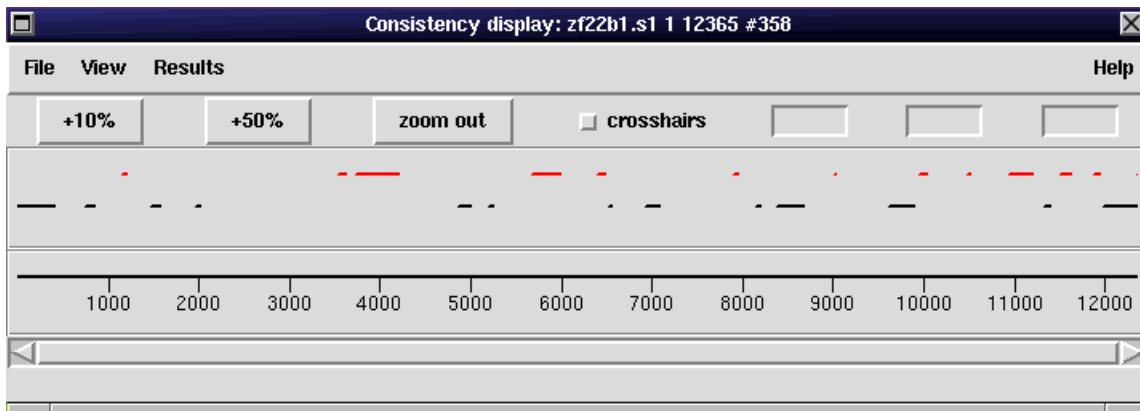 Consistency display: zf22b1.s1 1 12365 #358
File View Results Help
+10% +50% zoom out crosshairs
1000 2000 3000 4000 5000 6000 7000 8000 9000 10000 11000 12000